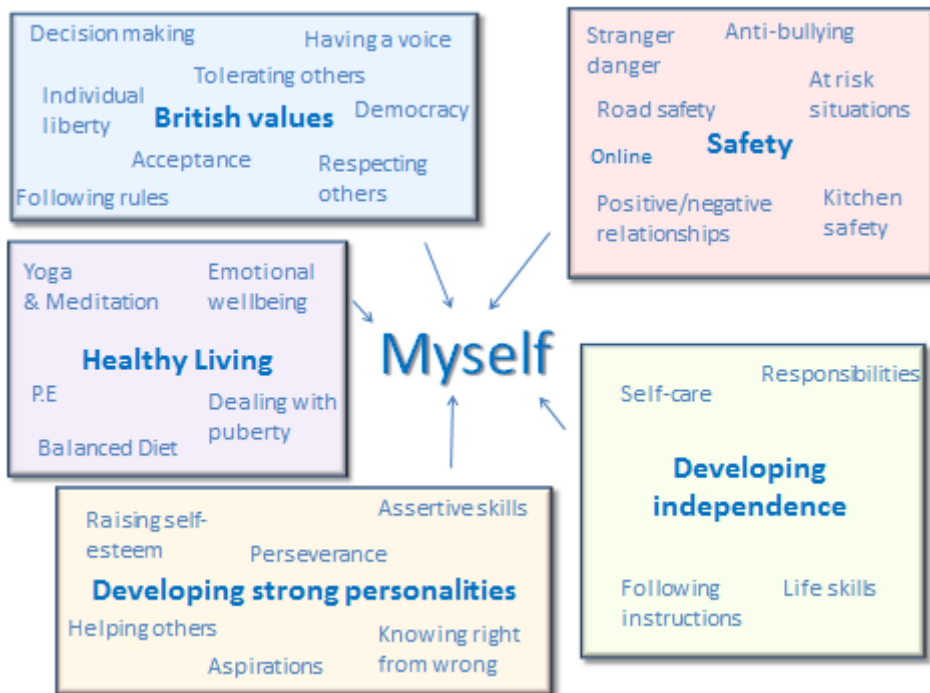 Decision making
Having a voice
Tolerating others
Individual
liberty
British values
Democracy
Acceptance
Respecting
others
Following rules
Stranger
danger
Anti-bullying
At risk
situations
Road safety
Safety
Online
Positive/negative
relationships
Kitchen
safety
Yoga
& Meditation
Emotional
wellbeing
Healthy Living
P.E
Dealing with
puberty
Balanced Diet
Myself
Self-care
Responsibilities
Developing
independence
Following
instructions
Life skills
Raising self-
esteem
Assertive skills
Perseverance
Developing strong personalities
Helping others
Aspirations
Knowing right
from wrong